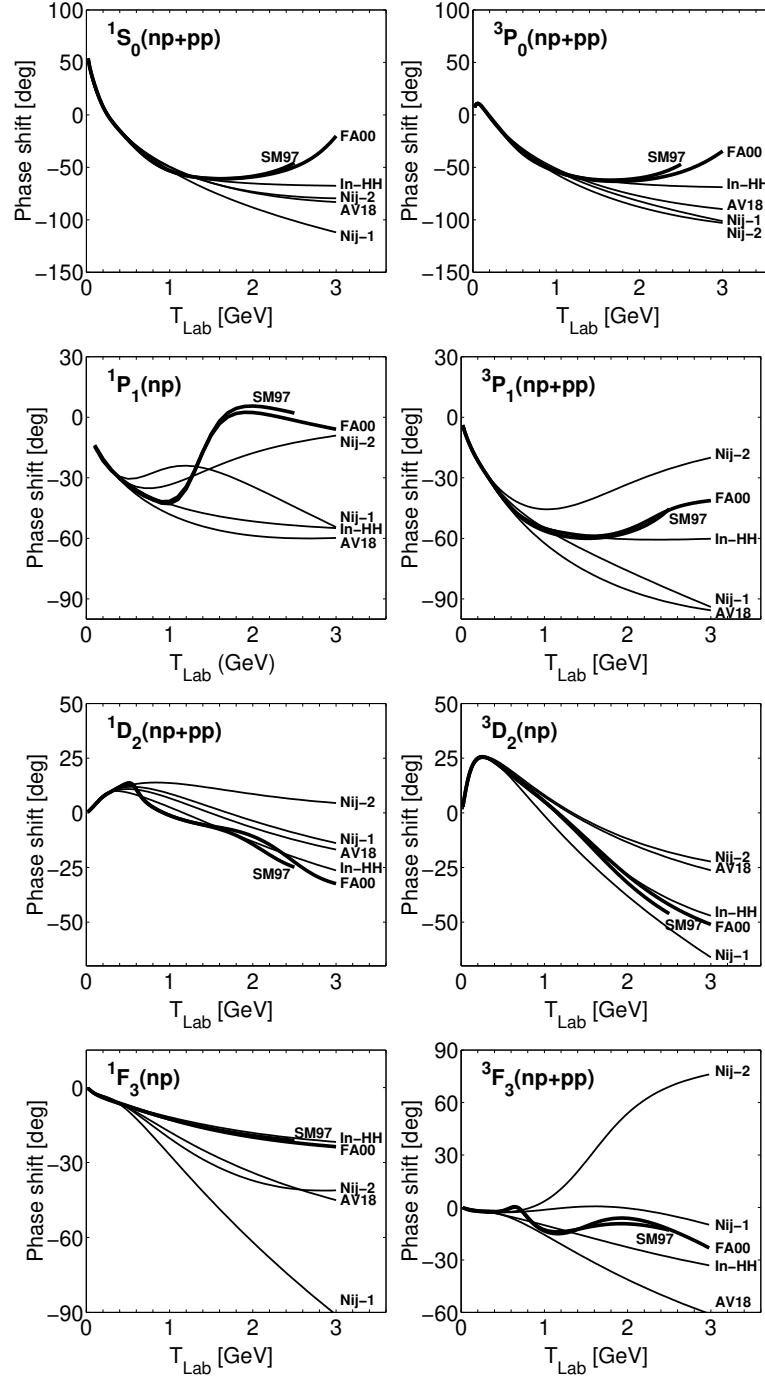 ¹S₀(np+pp)
Phase shift [deg]
100
50
0
−50
−100
−150
SM97
FA00
In−HH
Nij−2
AV18
Nij−1
0 1 2 3
T_Lab [GeV]
³P₀(np+pp)
Phase shift [deg]
100
50
0
−50
−100
−150
SM97
FA00
In−HH
AV18
Nij−1
Nij−2
0 1 2 3
T_Lab [GeV]
¹P₁(np)
Phase shift [deg]
30
0
−30
−60
−90
SM97
FA00
Nij−2
Nij−1
In−HH
AV18
0 1 2 3
T_Lab (GeV)
³P₁(np+pp)
Phase shift [deg]
30
0
−30
−60
−90
Nij−2
FA00
SM97
In−HH
Nij−1
AV18
0 1 2 3
T_Lab [GeV]
¹D₂(np+pp)
Phase shift [deg]
50
25
0
−25
−50
Nij−2
Nij−1
AV18
In−HH
SM97
FA00
0 1 2 3
T_Lab [GeV]
³D₂(np)
Phase shift [deg]
50
25
0
−25
−50
Nij−2
AV18
In−HH
SM97
FA00
Nij−1
0 1 2 3
T_Lab [GeV]
¹F₃(np)
Phase shift [deg]
0
−30
−60
−90
SM97
In−HH
FA00
Nij−2
AV18
Nij−1
0 1 2 3
T_Lab [GeV]
³F₃(np+pp)
Phase shift [deg]
90
60
30
0
−30
−60
Nij−2
Nij−1
SM97
FA00
In−HH
AV18
0 1 2 3
T_Lab [GeV]